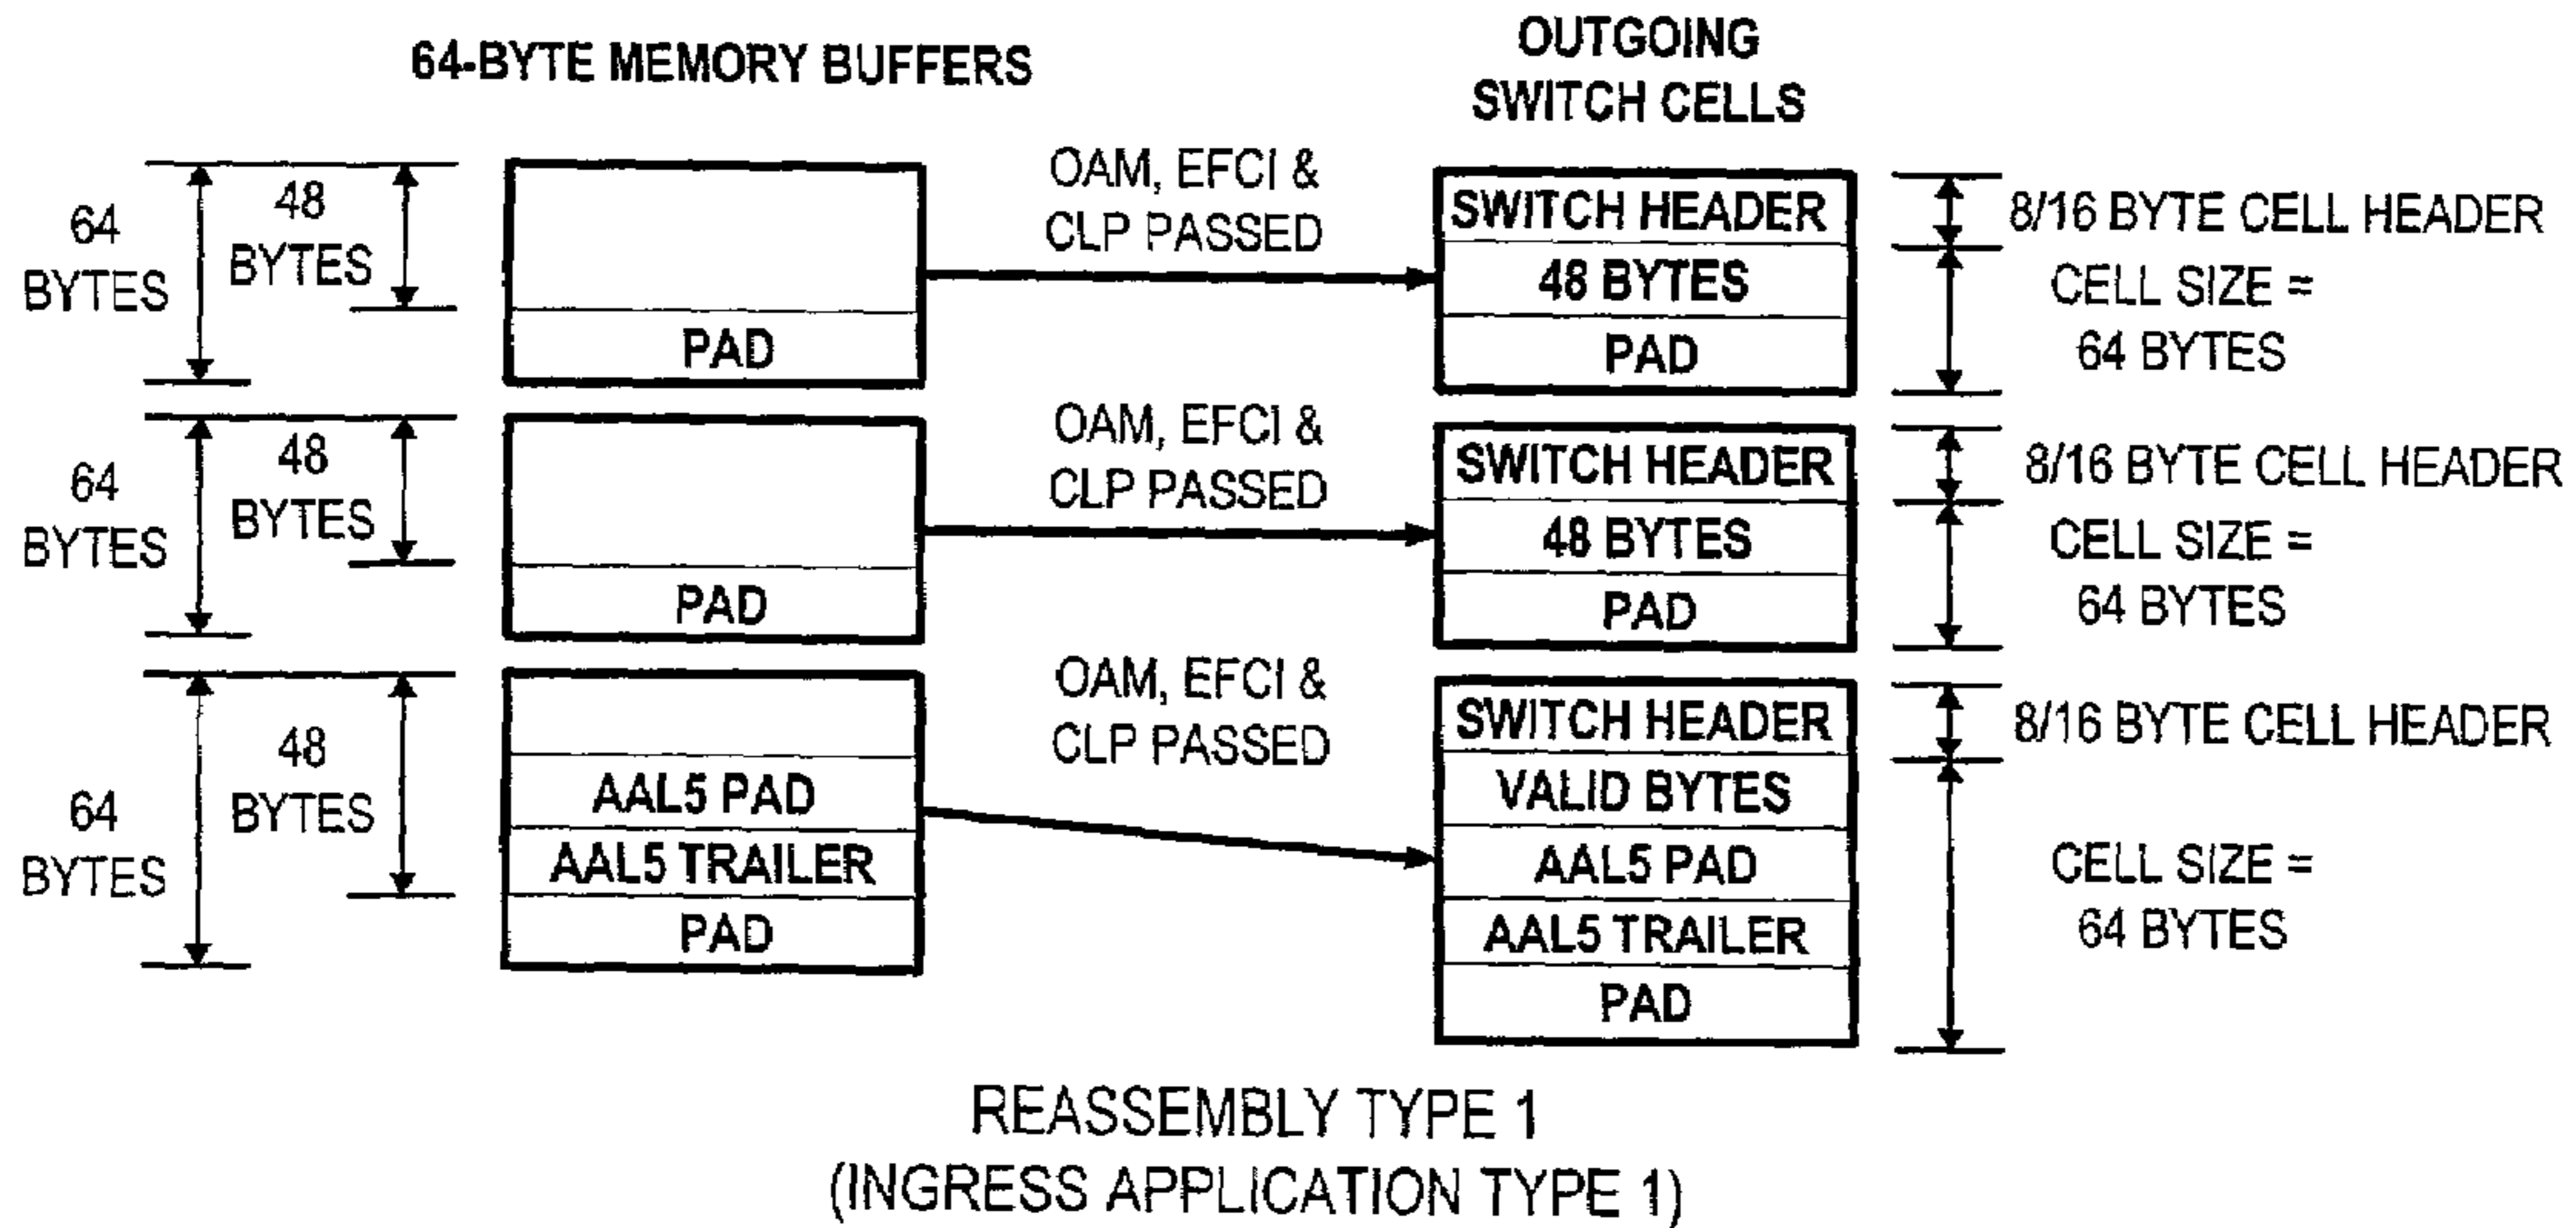 64-BYTE MEMORY BUFFERS
OUTGOING
SWITCH CELLS
64
BYTES
48
BYTES
PAD
OAM, EFCI &
CLP PASSED
SWITCH HEADER
48 BYTES
PAD
8/16 BYTE CELL HEADER
CELL SIZE =
64 BYTES
64
BYTES
48
BYTES
PAD
OAM, EFCI &
CLP PASSED
SWITCH HEADER
48 BYTES
PAD
8/16 BYTE CELL HEADER
CELL SIZE =
64 BYTES
64
BYTES
48
BYTES
AAL5 PAD
AAL5 TRAILER
PAD
OAM, EFCI &
CLP PASSED
SWITCH HEADER
VALID BYTES
AAL5 PAD
AAL5 TRAILER
PAD
8/16 BYTE CELL HEADER
CELL SIZE =
64 BYTES
REASSEMBLY TYPE 1
(INGRESS APPLICATION TYPE 1)